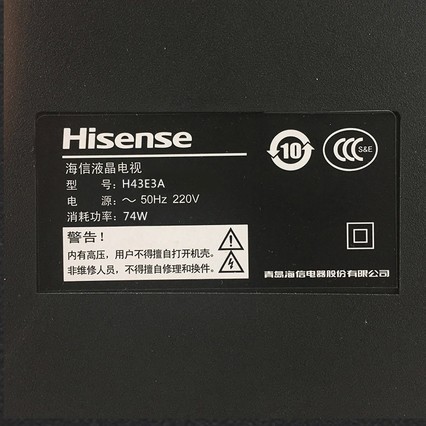 Hisense
海信液晶电视
型 号：H43E3A
电 源：～ 50Hz 220V
消耗功率：74W
警告！
内有高压，用户不得擅自打开机壳。
非维修人员，不得擅自修理和换件。
10
CCC S&E
青岛海信电器股份有限公司